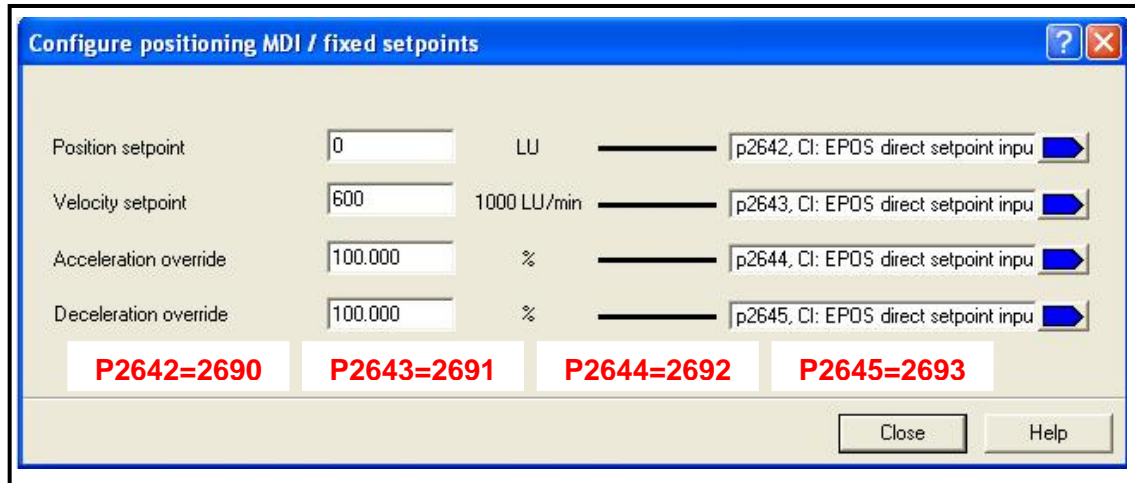 Configure positioning MDI / fixed setpoints
Position setpoint 0 LU p2642, CI: EPOS direct setpoint inpu
Velocity setpoint 600 1000 LU/min p2643, CI: EPOS direct setpoint inpu
Acceleration override 100.000 % p2644, CI: EPOS direct setpoint inpu
Deceleration override 100.000 % p2645, CI: EPOS direct setpoint inpu
P2642=2690 P2643=2691 P2644=2692 P2645=2693
Close Help